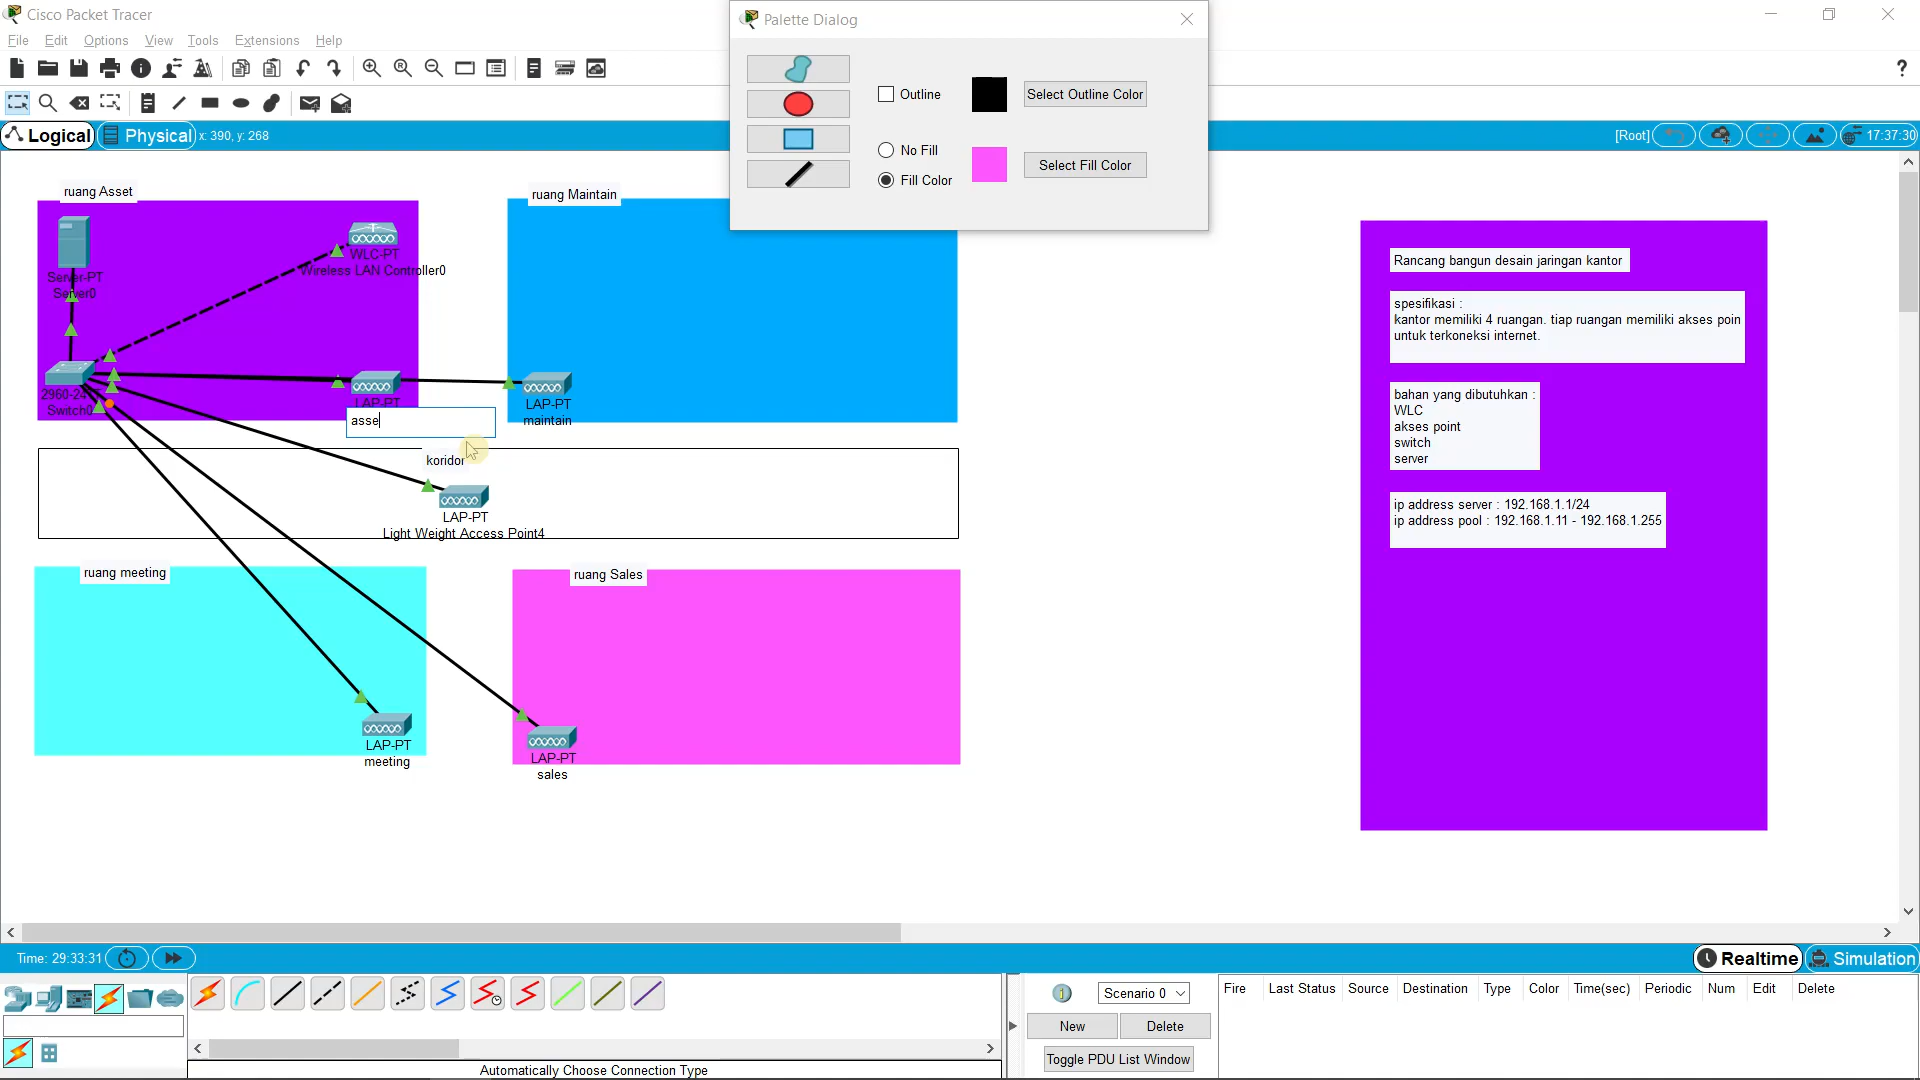 Cisco Packet Tracer
File Edit Options View Tools Extensions Help
Palette Dialog
Outline
Select Outline Color
No Fill
Fill Color
Select Fill Color
Logical Physical x: 390, y: 268
[Root] 17:37:30
ruang Asset
ruang Maintain
Server-PT
Server0
WLC-PT
Wireless LAN Controller0
2960-24
Switch0
LAP-PT
asse
LAP-PT
maintain
koridor
LAP-PT
Light Weight Access Point4
ruang meeting
ruang Sales
LAP-PT
meeting
LAP-PT
sales
Rancang bangun desain jaringan kantor
spesifikasi :
kantor memiliki 4 ruangan. tiap ruangan memiliki akses poin
untuk terkoneksi internet.
bahan yang dibutuhkan :
WLC
akses point
switch
server
ip address server : 192.168.1.1/24
ip address pool : 192.168.1.11 - 192.168.1.255
Time: 29:33:31
Realtime Simulation
Scenario 0
New Delete
Toggle PDU List Window
Fire Last Status Source Destination Type Color Time(sec) Periodic Num Edit Delete
Automatically Choose Connection Type